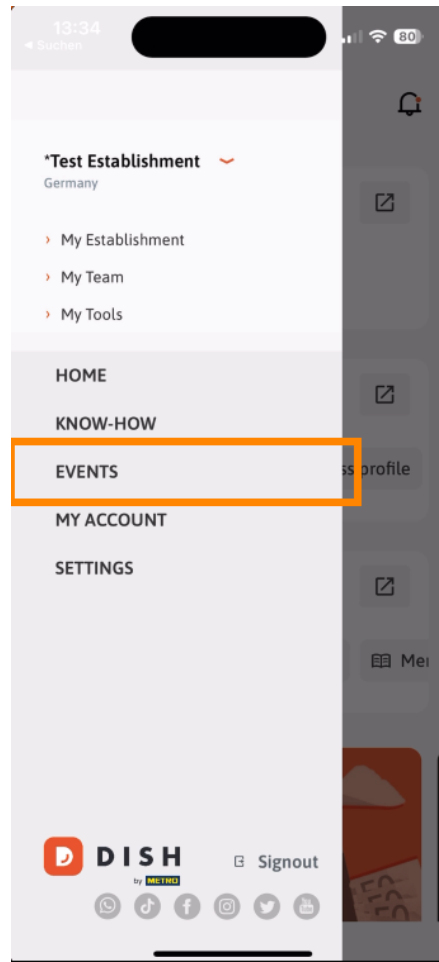 13:34
80
◀ Suchen
*Test Establishment
Germany
My Establishment
My Team
My Tools
HOME
KNOW-HOW
EVENTS
ss profile
MY ACCOUNT
SETTINGS
Me
DISH
by METRO
Signout